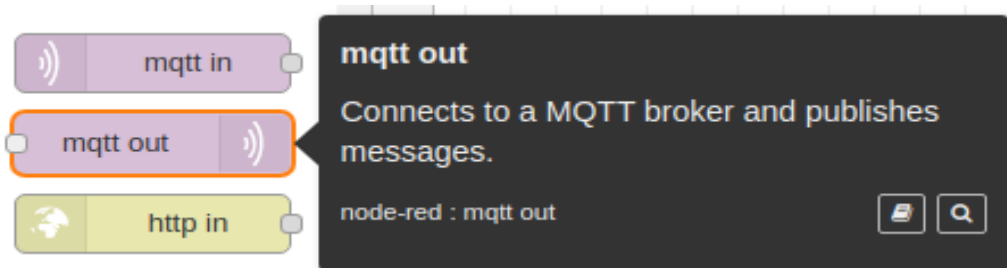 mqtt in
mqtt out
http in
mqtt out
Connects to a MQTT broker and publishes
messages.
node-red : mqtt out